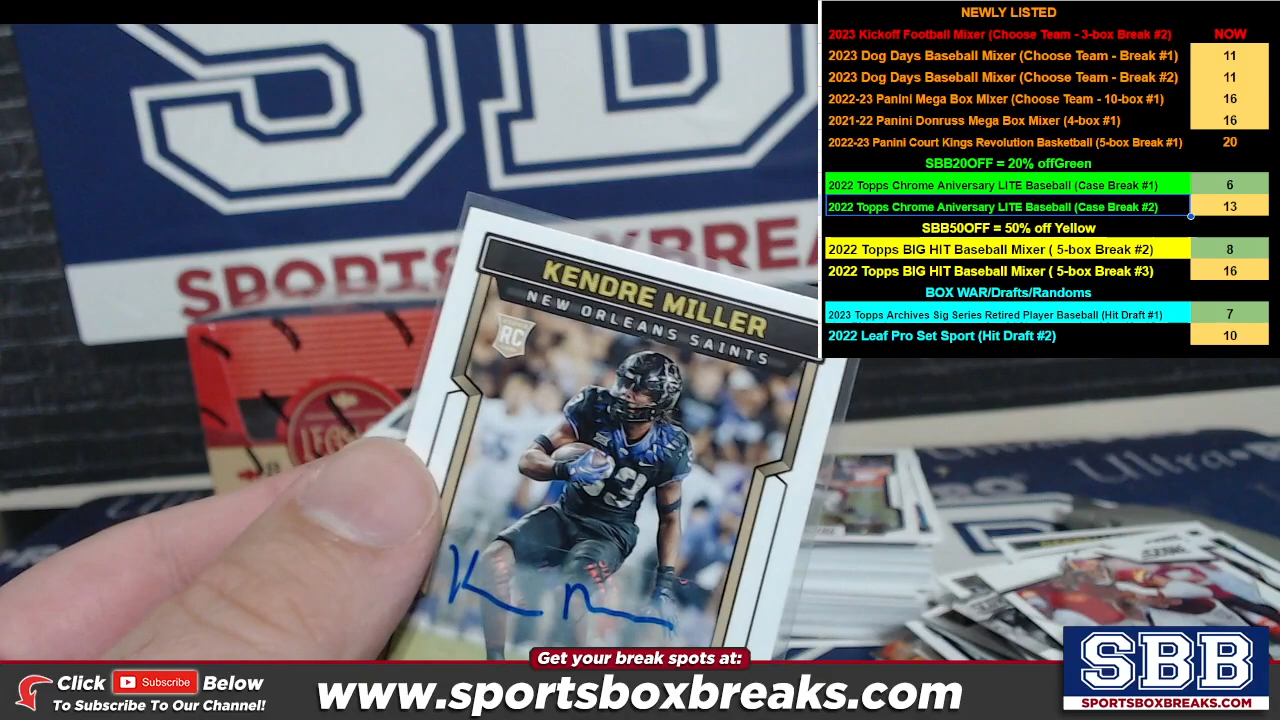 NEWLY LISTED
2023 Kickoff Football Mixer (Choose Team - 3-box Break #2) NOW
2023 Dog Days Baseball Mixer (Choose Team - Break #1) 11
2023 Dog Days Baseball Mixer (Choose Team - Break #2) 11
2022-23 Panini Mega Box Mixer (Choose Team - 10-box #1) 16
2021-22 Panini Donruss Mega Box Mixer (4-box #1) 16
2022-23 Panini Court Kings Revolution Basketball (5-box Break #1) 20
SBB20OFF = 20% offGreen
2022 Topps Chrome Aniversary LITE Baseball (Case Break #1) 6
2022 Topps Chrome Aniversary LITE Baseball (Case Break #2) 13
SBB50OFF = 50% off Yellow
2022 Topps BIG HIT Baseball Mixer ( 5-box Break #2) 8
2022 Topps BIG HIT Baseball Mixer ( 5-box Break #3) 16
BOX WAR/Drafts/Randoms
2023 Topps Archives Sig Series Retired Player Baseball (Hit Draft #1) 7
2022 Leaf Pro Set Sport (Hit Draft #2) 10
KENDRE MILLER
NEW ORLEANS SAINTS
RC
33
Get your break spots at:
Click Subscribe Below
To Subscribe To Our Channel!
www.sportsboxbreaks.com
SBB
SPORTSBOXBREAKS.COM